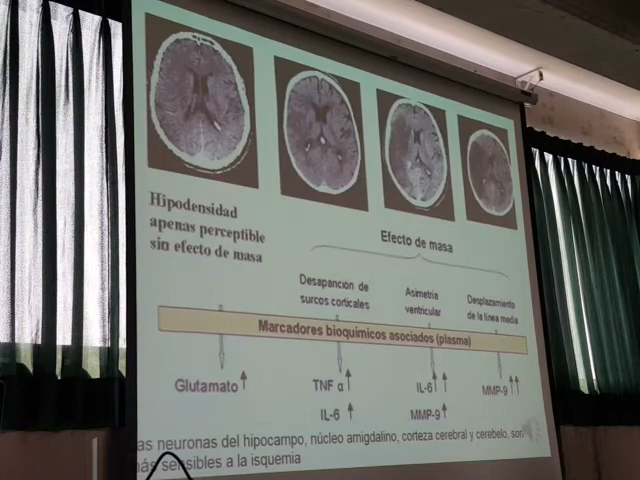 Hipodensidad
apenas perceptible
sin efecto de masa
Efecto de masa
Desaparición de
surcos corticales
Asimetría
ventricular
Desplazamiento
de la línea media
Marcadores bioquímicos asociados (plasma)
Glutamato ↑
TNF α ↑
IL-6 ↑
IL-6 ↑↑
MMP-9 ↑
MMP-9 ↑↑
as neuronas del hipocampo, núcleo amigdalino, corteza cerebral y cerebelo, son
más sensibles a la isquemia